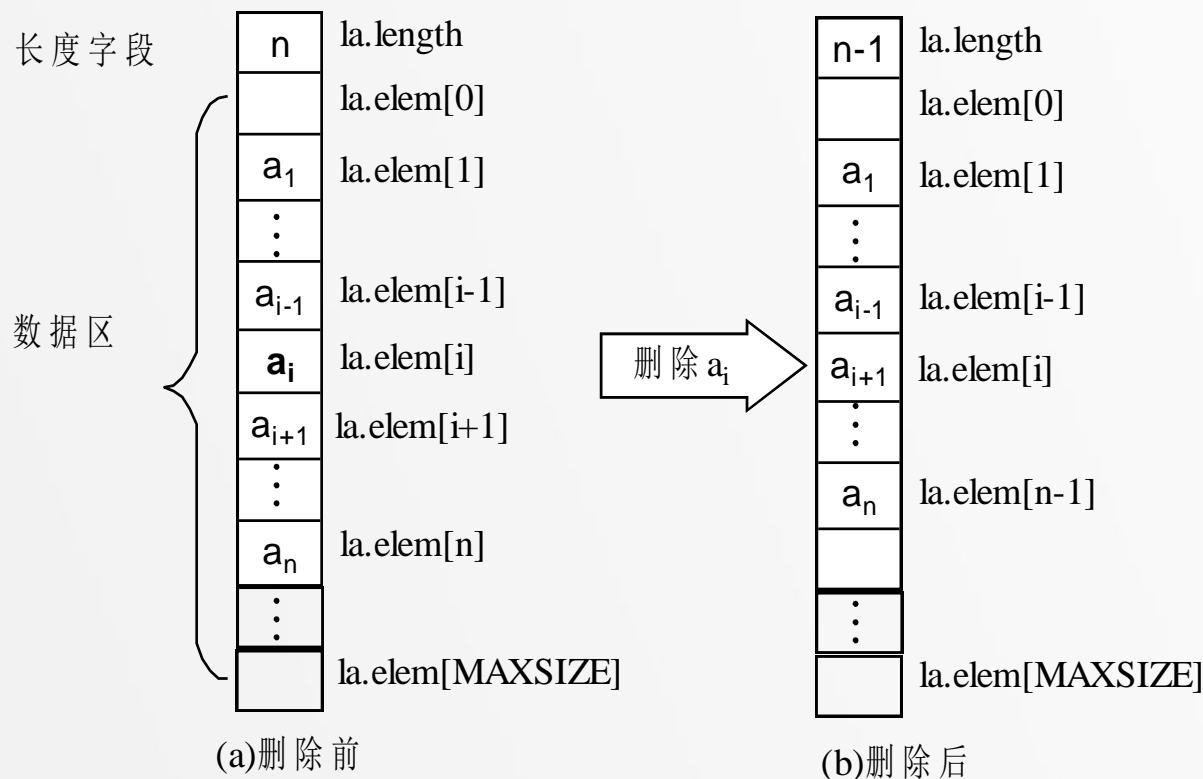 长度字段
n
la.length
la.elem[0]
a₁
la.elem[1]
⋮
aᵢ₋₁
la.elem[i-1]
数据区
aᵢ
la.elem[i]
aᵢ₊₁
la.elem[i+1]
⋮
aₙ
la.elem[n]
⋮
la.elem[MAXSIZE]
(a)删除前
删除 aᵢ
n-1
la.length
la.elem[0]
a₁
la.elem[1]
⋮
aᵢ₋₁
la.elem[i-1]
aᵢ₊₁
la.elem[i]
⋮
aₙ
la.elem[n-1]
⋮
la.elem[MAXSIZE]
(b)删除后